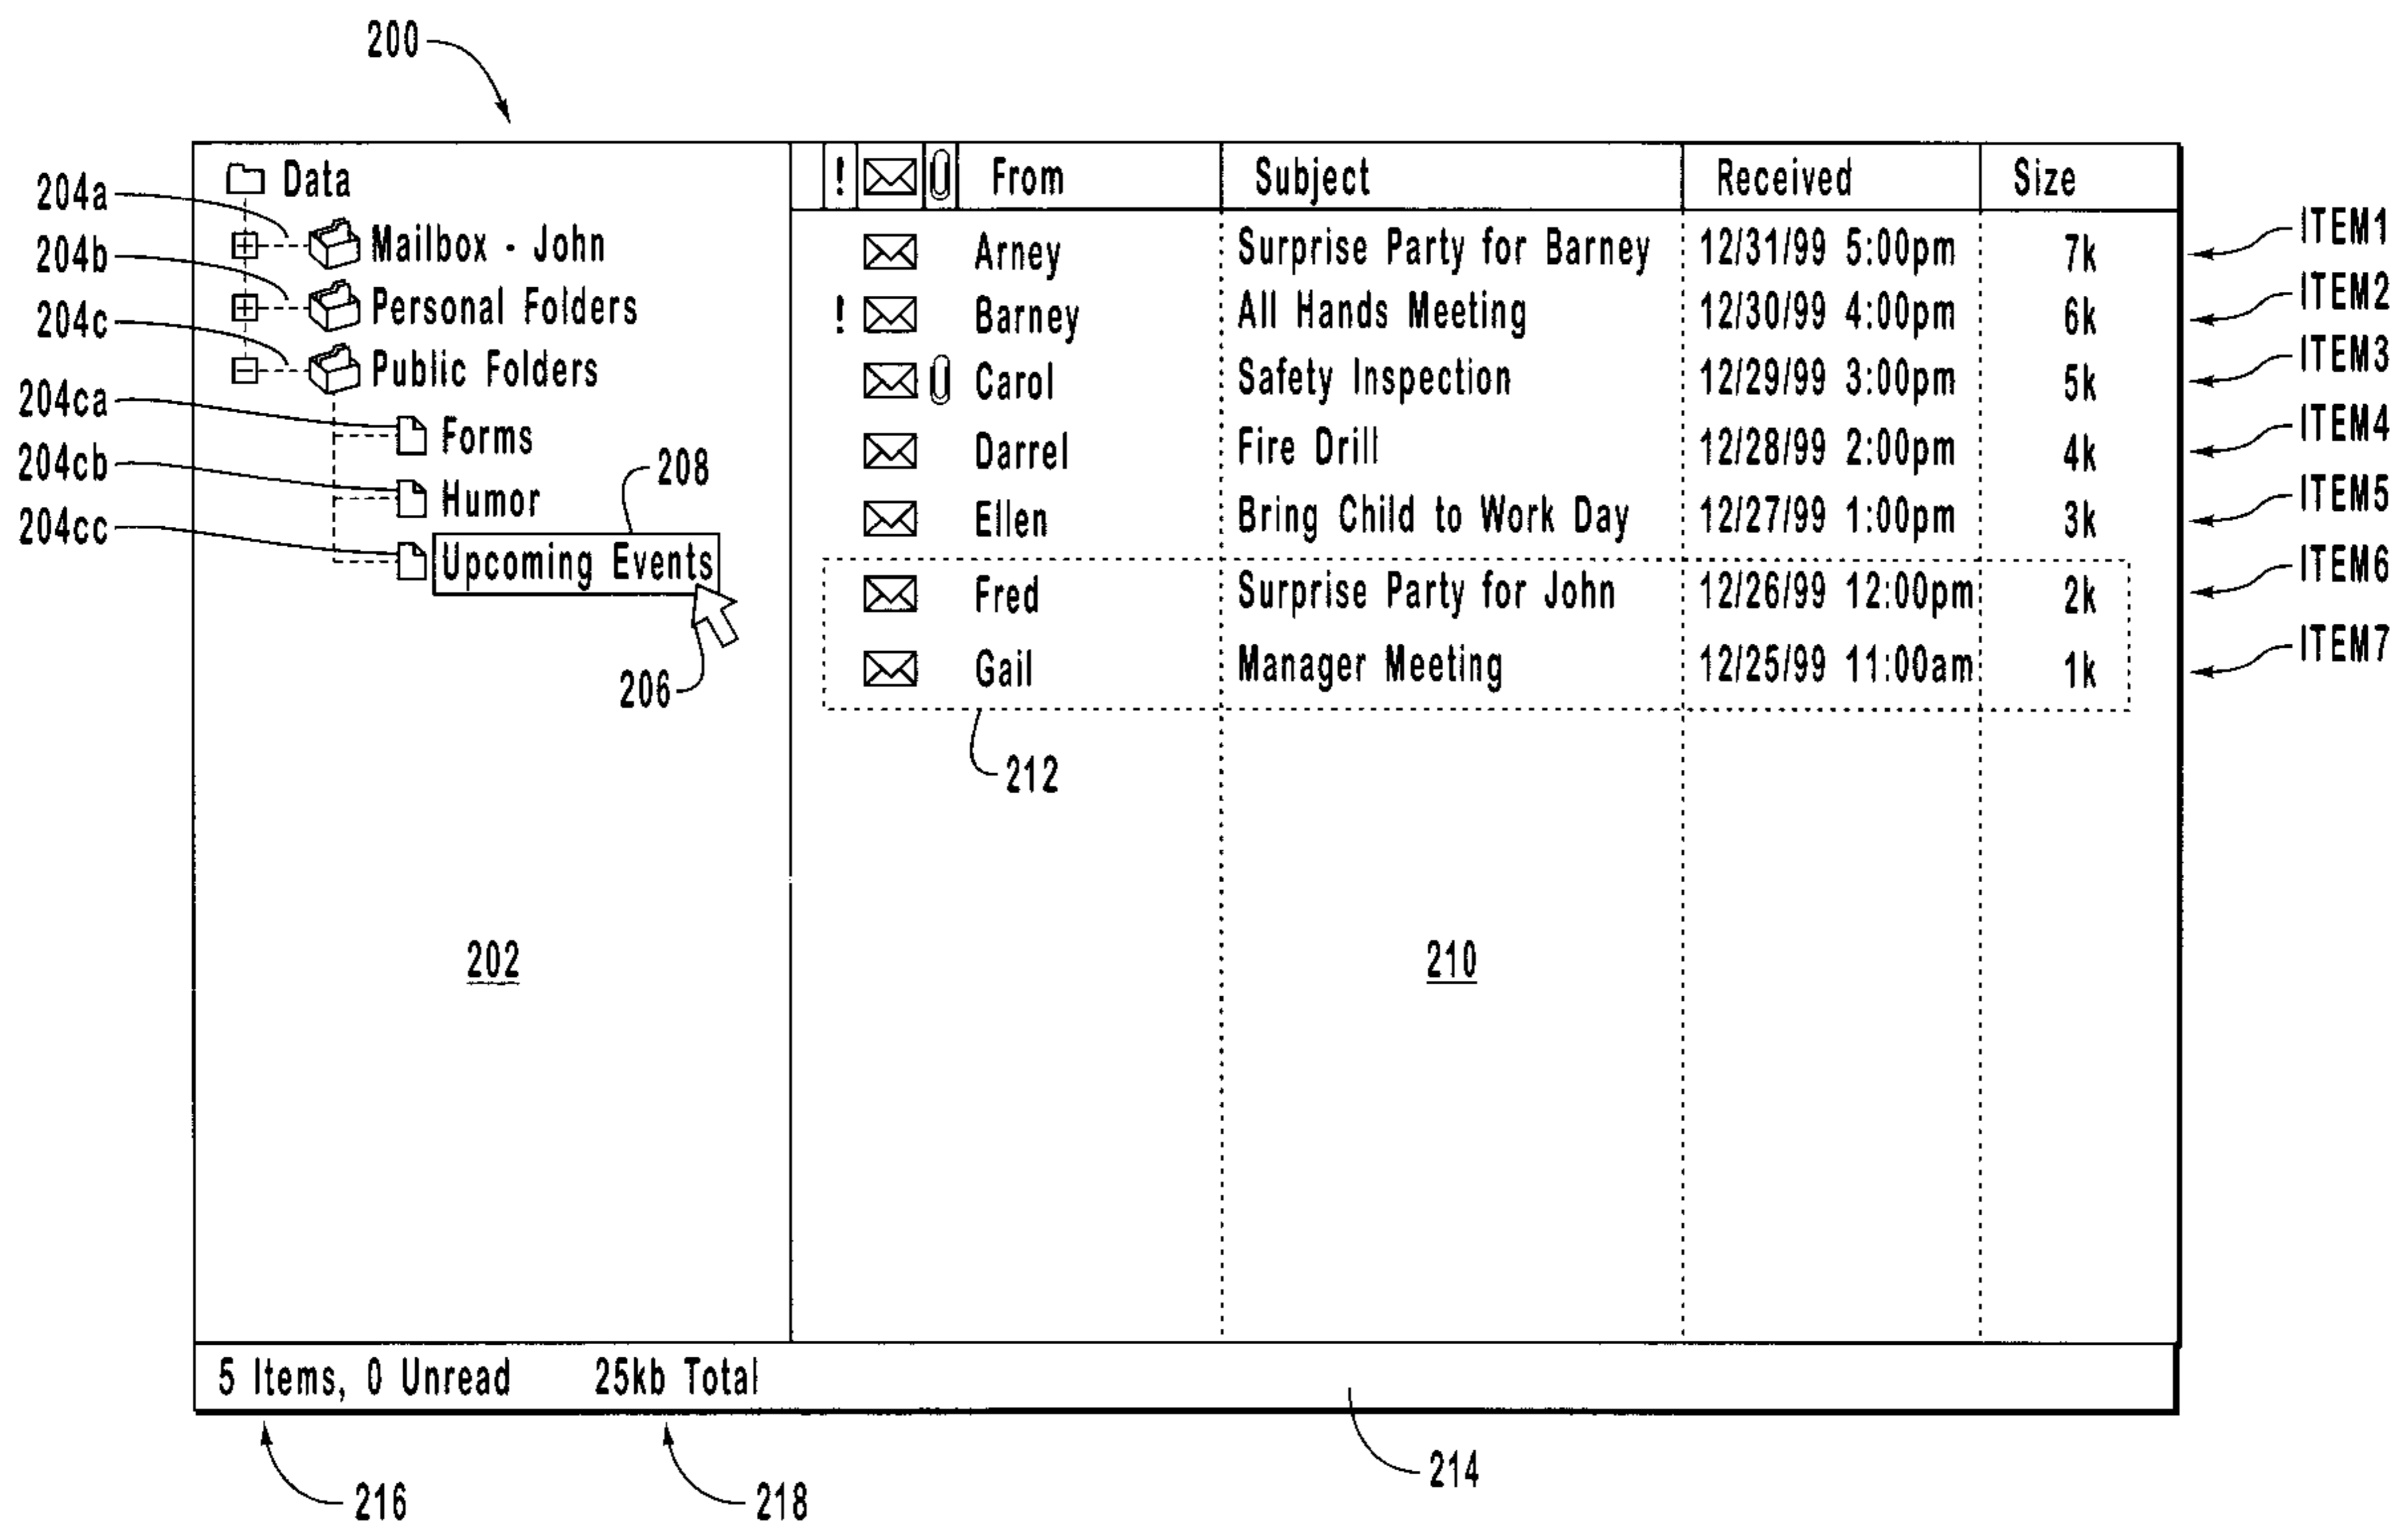 200
Data
204a
Mailbox - John
204b
Personal Folders
204c
Public Folders
204ca
Forms
204cb
Humor
204cc
Upcoming Events
208
206
202
! From Subject Received Size
Arney Surprise Party for Barney 12/31/99 5:00pm 7k ITEM1
! Barney All Hands Meeting 12/30/99 4:00pm 6k ITEM2
Carol Safety Inspection 12/29/99 3:00pm 5k ITEM3
Darrel Fire Drill 12/28/99 2:00pm 4k ITEM4
Ellen Bring Child to Work Day 12/27/99 1:00pm 3k ITEM5
Fred Surprise Party for John 12/26/99 12:00pm 2k ITEM6
Gail Manager Meeting 12/25/99 11:00am 1k ITEM7
212
210
5 Items, 0 Unread 25kb Total
214
216
218